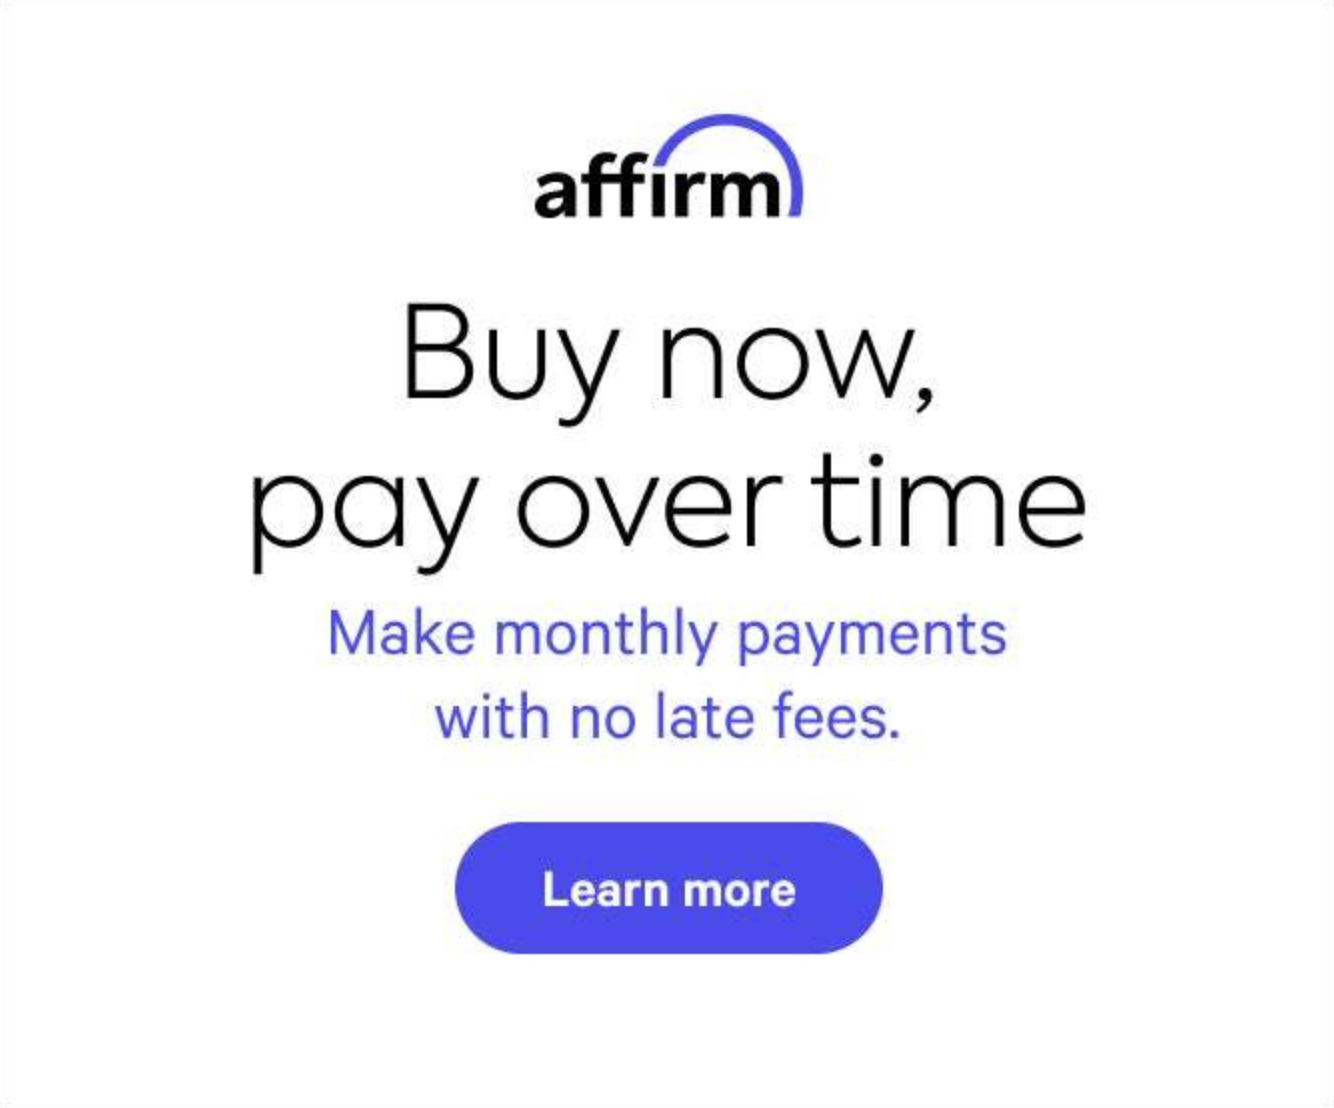 affirm
Buy now,
pay over time
Make monthly payments
with no late fees.
Learn more